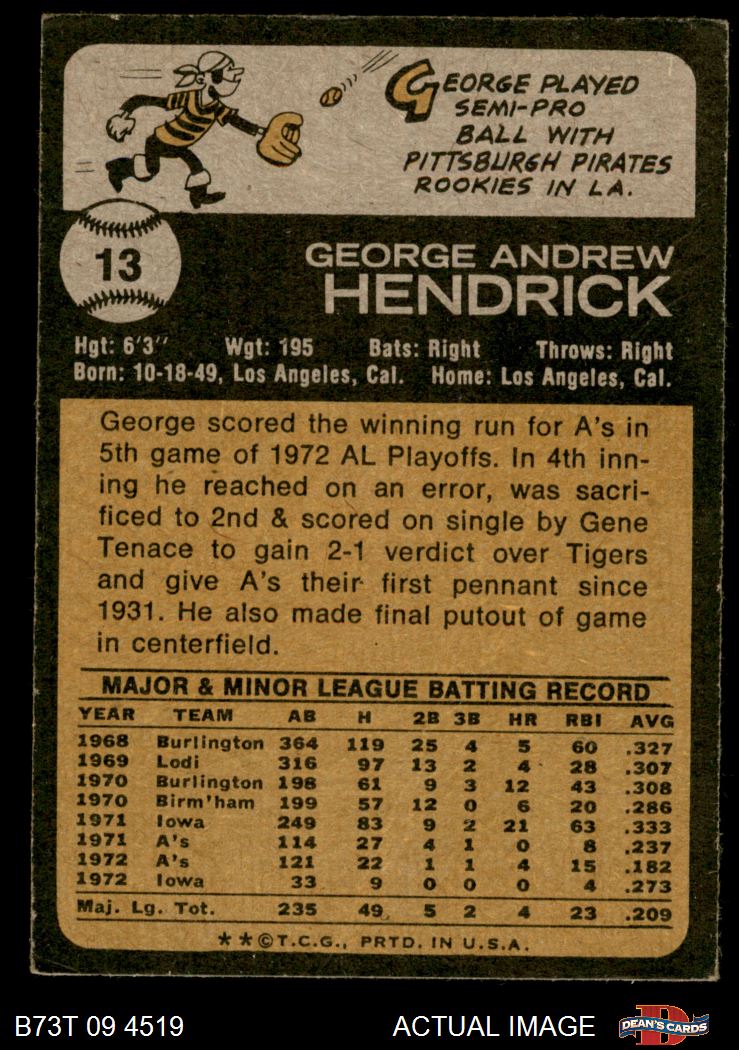 GEORGE PLAYED
SEMI-PRO
BALL WITH
PITTSBURGH PIRATES
ROOKIES IN L.A.
13
GEORGE ANDREW
HENDRICK
Hgt: 6'3" Wgt: 195 Bats: Right Throws: Right
Born: 10-18-49, Los Angeles, Cal. Home: Los Angeles, Cal.
George scored the winning run for A's in
5th game of 1972 AL Playoffs. In 4th inn-
ing he reached on an error, was sacri-
ficed to 2nd & scored on single by Gene
Tenace to gain 2-1 verdict over Tigers
and give A's their first pennant since
1931. He also made final putout of game
in centerfield.
MAJOR & MINOR LEAGUE BATTING RECORD
YEAR TEAM AB H 2B 3B HR RBI AVG
1968 Burlington 364 119 25 4 5 60 .327
1969 Lodi 316 97 13 2 4 28 .307
1970 Burlington 198 61 9 3 12 43 .308
1970 Birm'ham 199 57 12 0 6 20 .286
1971 Iowa 249 83 9 2 21 63 .333
1971 A's 114 27 4 1 0 8 .237
1972 A's 121 22 1 1 4 15 .182
1972 Iowa 33 9 0 0 0 4 .273
Maj. Lg. Tot. 235 49 5 2 4 23 .209
* * © T.C.G., PRTD. IN U.S.A.
B73T 09 4519 ACTUAL IMAGE D DEAN'S CARDS